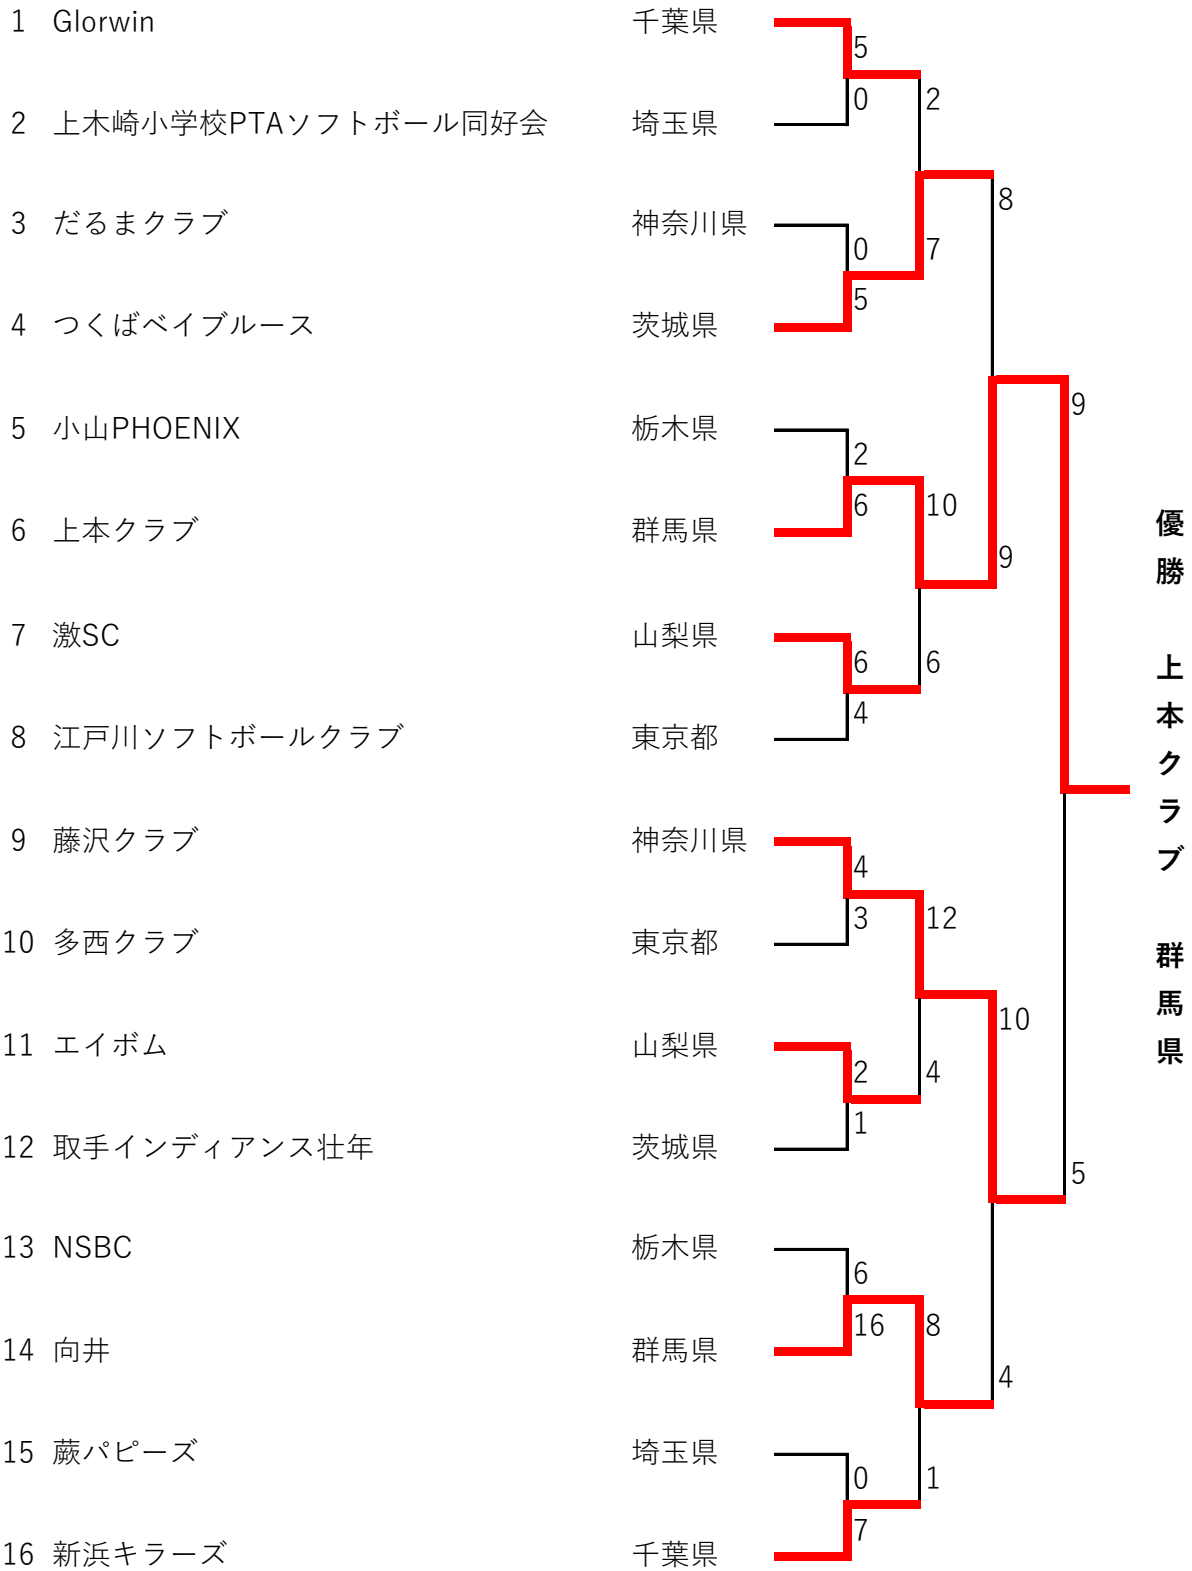 1 Glorwin 千葉県
5
0
2
2 上木崎小学校PTAソフトボール同好会 埼玉県
8
3 だるまクラブ 神奈川県
0
7
5
4 つくばベイブルース 茨城県
9
5 小山PHOENIX 栃木県
2
6
10
6 上本クラブ 群馬県
9
7 激SC 山梨県
6
6
4
8 江戸川ソフトボールクラブ 東京都
優勝 上本クラブ 群馬県
9 藤沢クラブ 神奈川県
4
3
12
10 多西クラブ 東京都
10
11 エイボム 山梨県
2
4
1
12 取手インディアンス壮年 茨城県
5
13 NSBC 栃木県
6
16
8
14 向井 群馬県
4
15 蕨パピーズ 埼玉県
0
1
7
16 新浜キラーズ 千葉県